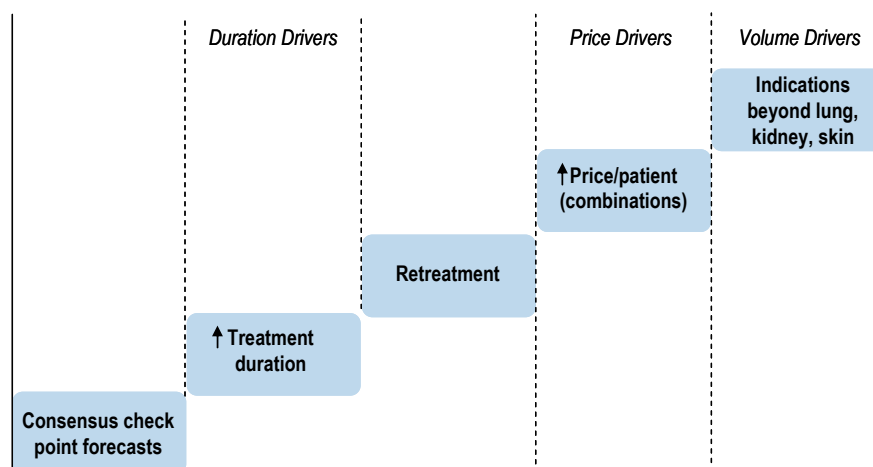 Duration Drivers
Price Drivers
Volume Drivers
Indications
beyond lung,
kidney, skin
↑Price/patient
(combinations)
Retreatment
↑ Treatment
duration
Consensus check
point forecasts